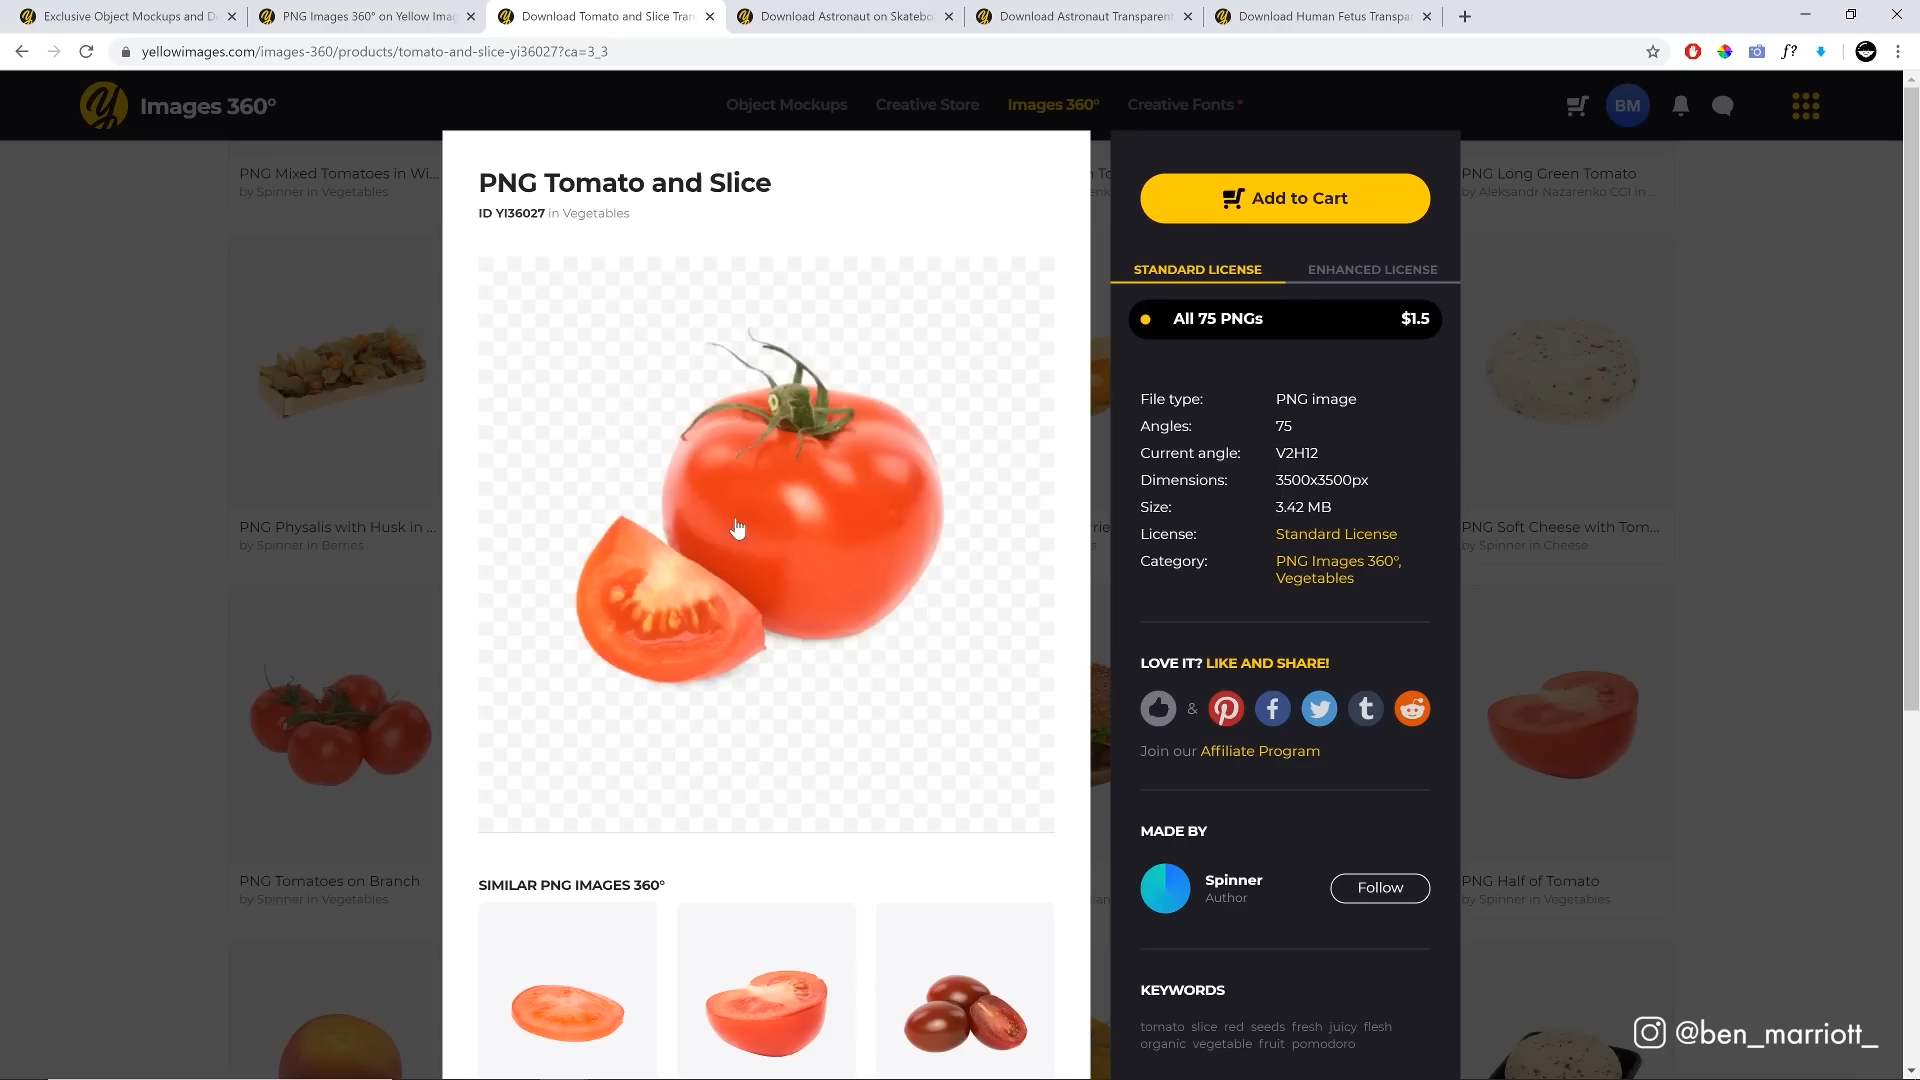 Exclusive Object Mockups and D
PNG Images 360° on Yellow Imag
Download Tomato and Slice Tran
Download Astronaut on Skatebo
Download Astronaut Transparent
Download Human Fetus Transpa
yellowimages.com/images-360/products/tomato-and-slice-yi36027?ca=3_3
f?
Images 360°
Object Mockups
Creative Store
Images 360°
Creative Fonts *
BM
PNG Mixed Tomatoes in Wi...
by Spinner in Vegetables
PNG Physalis with Husk in ...
by Spinner in Berries
PNG Tomatoes on Branch
by Spinner in Vegetables
PNG Tomato and Slice
ID YI36027 in Vegetables
SIMILAR PNG IMAGES 360°
Add to Cart
STANDARD LICENSE
ENHANCED LICENSE
All 75 PNGs $1.5
File type: PNG image
Angles: 75
Current angle: V2H12
Dimensions: 3500x3500px
Size: 3.42 MB
License: Standard License
Category: PNG Images 360°,
Vegetables
LOVE IT? LIKE AND SHARE!
&
Join our Affiliate Program
MADE BY
Spinner
Author
Follow
KEYWORDS
tomato slice red seeds fresh juicy flesh
organic vegetable fruit pomodoro
PNG Long Green Tomato
by Aleksandr Nazarenko CGI in ...
PNG Soft Cheese with Tom...
by Spinner in Cheese
PNG Half of Tomato
by Spinner in Vegetables
@ben_marriott_